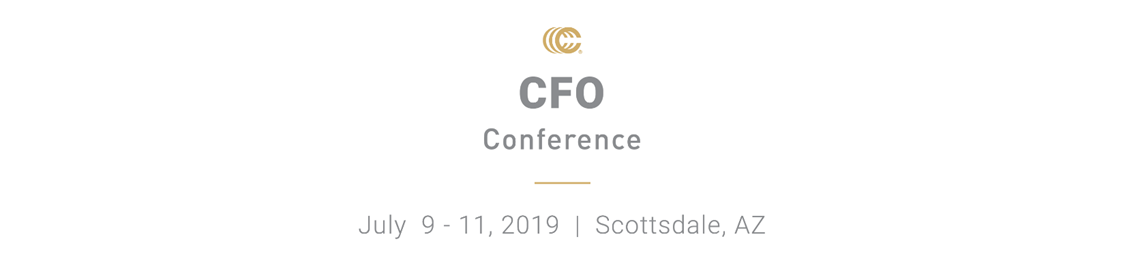 CFO
Conference
July 9 - 11, 2019 | Scottsdale, AZ